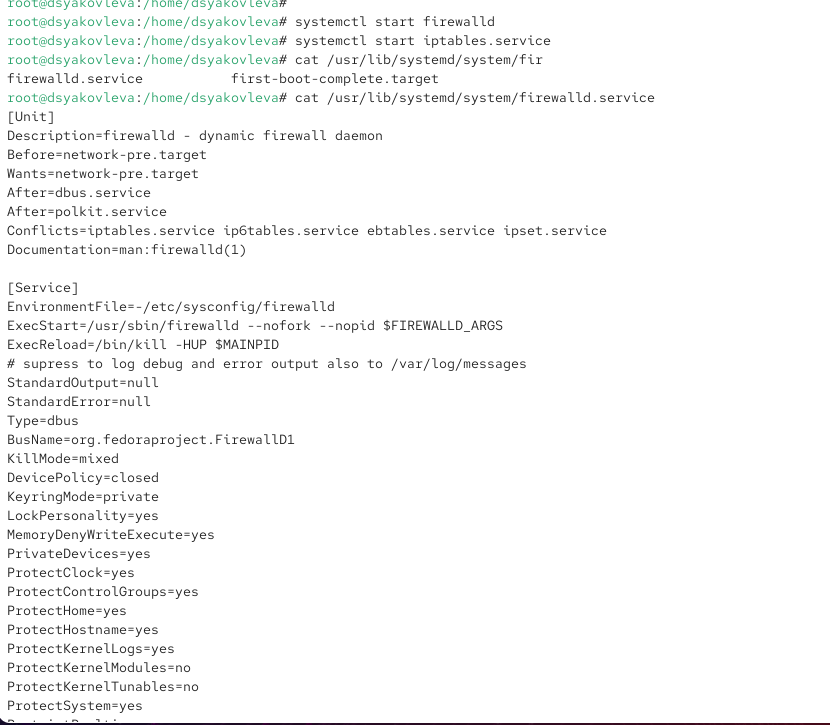 root@dsyakovleva:/home/dsyakovleva#
root@dsyakovleva:/home/dsyakovleva# systemctl start firewalld
root@dsyakovleva:/home/dsyakovleva# systemctl start iptables.service
root@dsyakovleva:/home/dsyakovleva# cat /usr/lib/systemd/system/fir
firewalld.service           first-boot-complete.target
root@dsyakovleva:/home/dsyakovleva# cat /usr/lib/systemd/system/firewalld.service
[Unit]
Description=firewalld - dynamic firewall daemon
Before=network-pre.target
Wants=network-pre.target
After=dbus.service
After=polkit.service
Conflicts=iptables.service ip6tables.service ebtables.service ipset.service
Documentation=man:firewalld(1)

[Service]
EnvironmentFile=-/etc/sysconfig/firewalld
ExecStart=/usr/sbin/firewalld --nofork --nopid $FIREWALLD_ARGS
ExecReload=/bin/kill -HUP $MAINPID
# supress to log debug and error output also to /var/log/messages
StandardOutput=null
StandardError=null
Type=dbus
BusName=org.fedoraproject.FirewallD1
KillMode=mixed
DevicePolicy=closed
KeyringMode=private
LockPersonality=yes
MemoryDenyWriteExecute=yes
PrivateDevices=yes
ProtectClock=yes
ProtectControlGroups=yes
ProtectHome=yes
ProtectHostname=yes
ProtectKernelLogs=yes
ProtectKernelModules=no
ProtectKernelTunables=no
ProtectSystem=yes